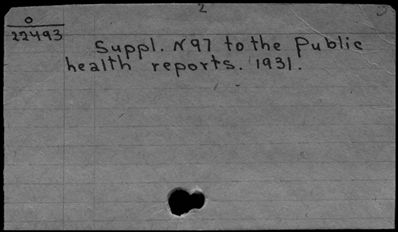 2
0
22493
Suppl. N97 to the Public
health reports. 1931.